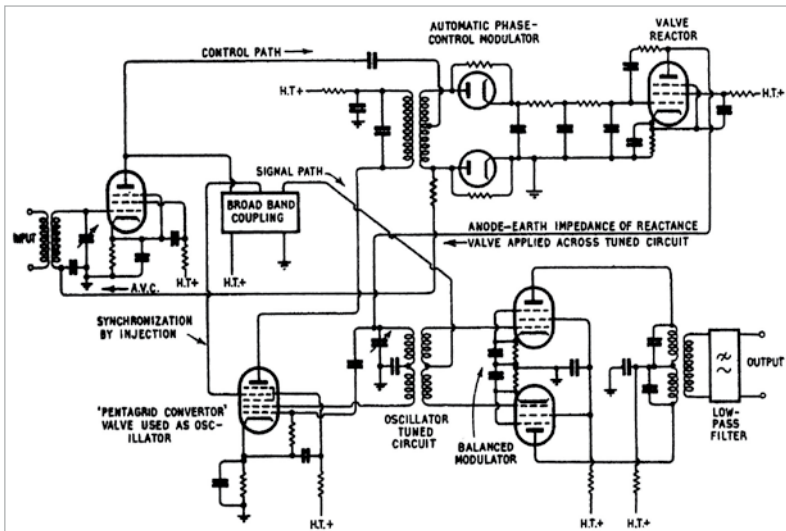 AUTOMATIC PHASE-
CONTROL MODULATOR
VALVE
REACTOR
CONTROL PATH
H.T.+
H.T.+
SIGNAL PATH
BROAD BAND
COUPLING
INPUT
ANODE-EARTH IMPEDANCE OF REACTANCE
VALVE APPLIED ACROSS TUNED CIRCUIT
H.T.+
H.T.+
A.V.C.
SYNCHRONIZATION
BY INJECTION
OUTPUT
'PENTAGRID CONVERTOR'
VALVE USED AS OSC-
ILLATOR
OSCILLATOR
TUNED
CIRCUIT
BALANCED
MODULATOR
LOW-
PASS
FILTER
H.T.+
H.T.+
H.T.+